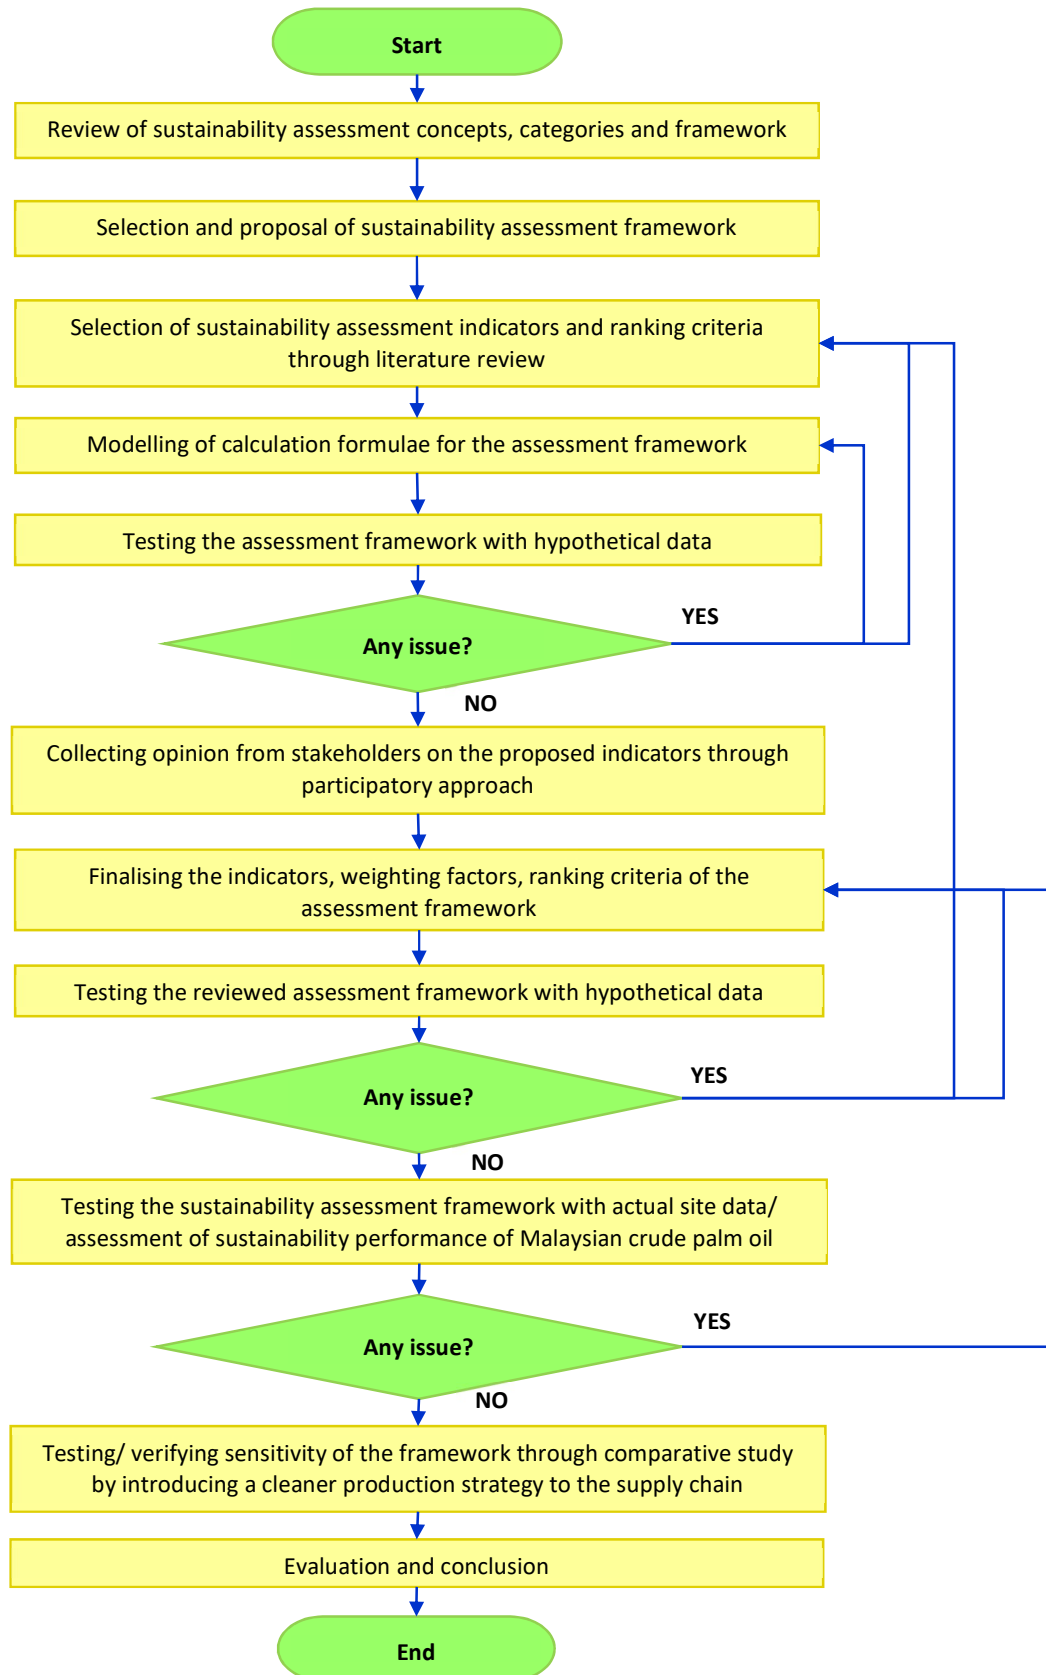 Start
Review of sustainability assessment concepts, categories and framework
Selection and proposal of sustainability assessment framework
Selection of sustainability assessment indicators and ranking criteria
through literature review
Modelling of calculation formulae for the assessment framework
Testing the assessment framework with hypothetical data
Any issue?
YES
NO
Collecting opinion from stakeholders on the proposed indicators through
participatory approach
Finalising the indicators, weighting factors, ranking criteria of the
assessment framework
Testing the reviewed assessment framework with hypothetical data
Any issue?
YES
NO
Testing the sustainability assessment framework with actual site data/
assessment of sustainability performance of Malaysian crude palm oil
Any issue?
YES
NO
Testing/ verifying sensitivity of the framework through comparative study
by introducing a cleaner production strategy to the supply chain
Evaluation and conclusion
End